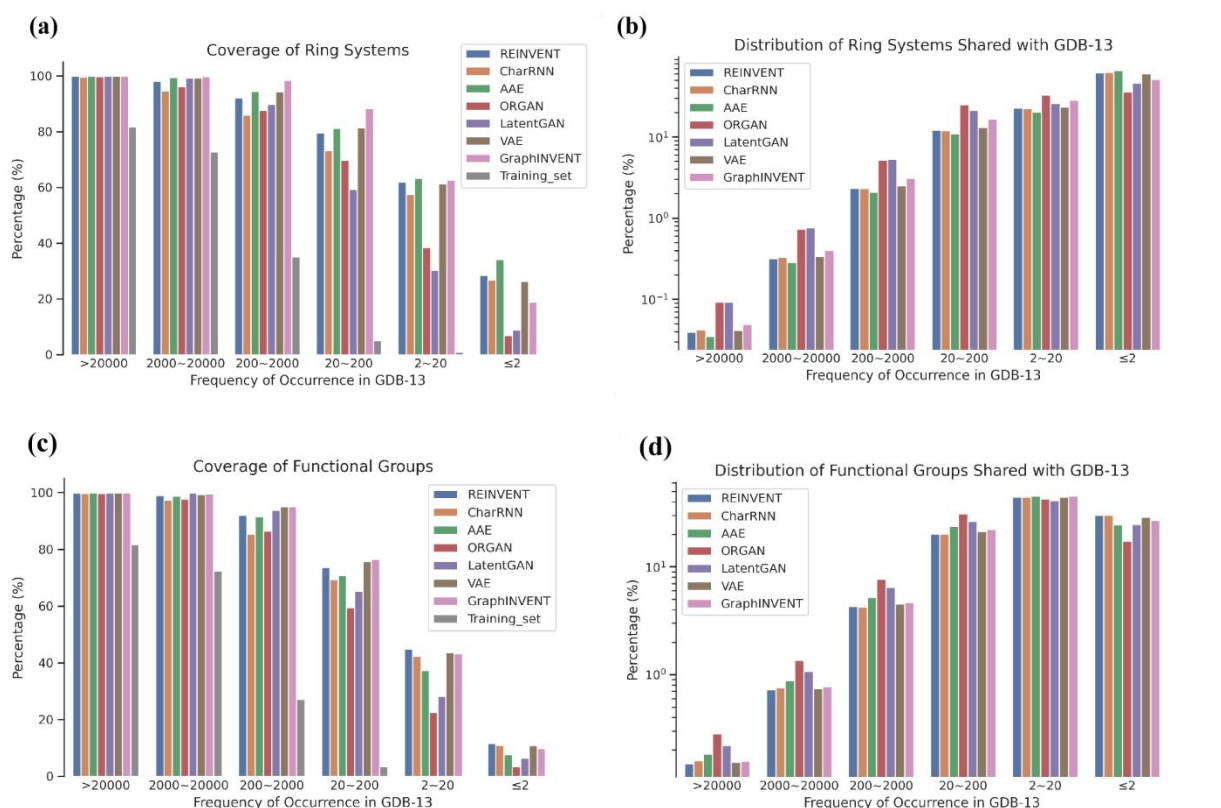 (a)
Coverage of Ring Systems
REINVENT
CharRNN
AAE
ORGAN
LatentGAN
VAE
GraphINVENT
Training_set
Percentage (%)
100
80
60
40
20
0
>20000
2000~20000
200~2000
20~200
2~20
≤2
Frequency of Occurrence in GDB-13
(b)
Distribution of Ring Systems Shared with GDB-13
REINVENT
CharRNN
AAE
ORGAN
LatentGAN
VAE
GraphINVENT
Percentage (%)
10¹
10⁰
10⁻¹
>20000
2000~20000
200~2000
20~200
2~20
≤2
Frequency of Occurrence in GDB-13
(c)
Coverage of Functional Groups
REINVENT
CharRNN
AAE
ORGAN
LatentGAN
VAE
GraphINVENT
Training_set
Percentage (%)
100
80
60
40
20
0
>20000
2000~20000
200~2000
20~200
2~20
≤2
Frequency of Occurrence in GDB-13
(d)
Distribution of Functional Groups Shared with GDB-13
REINVENT
CharRNN
AAE
ORGAN
LatentGAN
VAE
GraphINVENT
Percentage (%)
10¹
10⁰
>20000
2000~20000
200~2000
20~200
2~20
≤2
Frequency of Occurrence in GDB-13